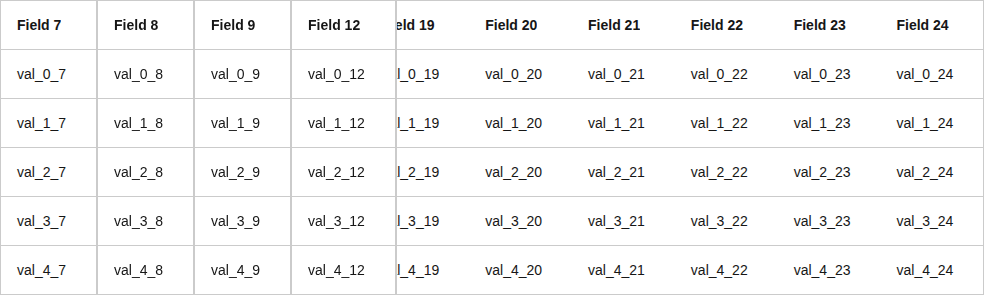 Field 7 Field 8 Field 9 Field 12 eld 19 Field 20 Field 21 Field 22 Field 23 Field 24
val_0_7 val_0_8 val_0_9 val_0_12 l_0_19 val_0_20 val_0_21 val_0_22 val_0_23 val_0_24
val_1_7 val_1_8 val_1_9 val_1_12 l_1_19 val_1_20 val_1_21 val_1_22 val_1_23 val_1_24
val_2_7 val_2_8 val_2_9 val_2_12 l_2_19 val_2_20 val_2_21 val_2_22 val_2_23 val_2_24
val_3_7 val_3_8 val_3_9 val_3_12 l_3_19 val_3_20 val_3_21 val_3_22 val_3_23 val_3_24
val_4_7 val_4_8 val_4_9 val_4_12 l_4_19 val_4_20 val_4_21 val_4_22 val_4_23 val_4_24